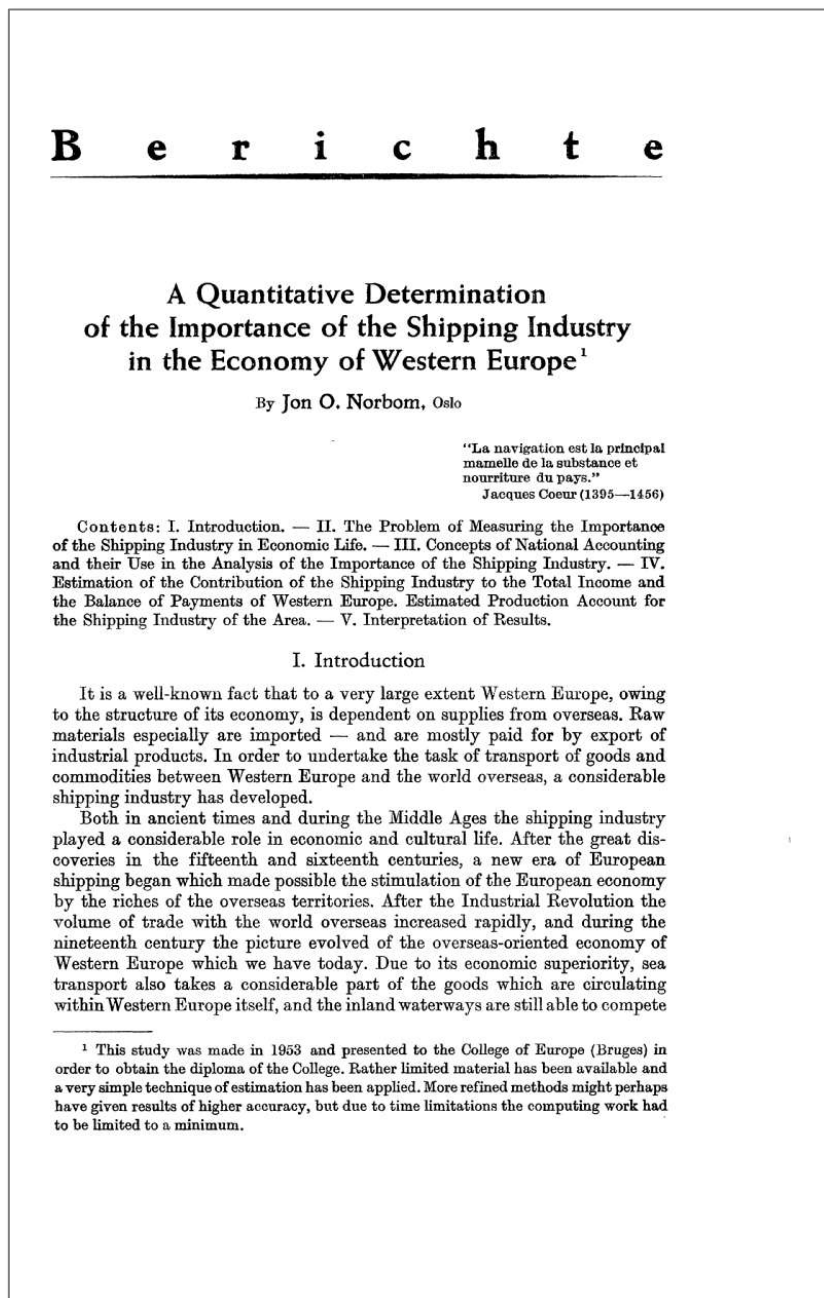 Berichte
A Quantitative Determination
of the Importance of the Shipping Industry
in the Economy of Western Europe¹
By Jon O. Norbom, Oslo
"La navigation est la principal
mamelle de la substance et
nourriture du pays."
Jacques Coeur (1395—1456)
Contents: I. Introduction. — II. The Problem of Measuring the Importance
of the Shipping Industry in Economic Life. — III. Concepts of National Accounting
and their Use in the Analysis of the Importance of the Shipping Industry. — IV.
Estimation of the Contribution of the Shipping Industry to the Total Income and
the Balance of Payments of Western Europe. Estimated Production Account for
the Shipping Industry of the Area. — V. Interpretation of Results.
I. Introduction
It is a well-known fact that to a very large extent Western Europe, owing
to the structure of its economy, is dependent on supplies from overseas. Raw
materials especially are imported — and are mostly paid for by export of
industrial products. In order to undertake the task of transport of goods and
commodities between Western Europe and the world overseas, a considerable
shipping industry has developed.
Both in ancient times and during the Middle Ages the shipping industry
played a considerable role in economic and cultural life. After the great dis-
coveries in the fifteenth and sixteenth centuries, a new era of European
shipping began which made possible the stimulation of the European economy
by the riches of the overseas territories. After the Industrial Revolution the
volume of trade with the world overseas increased rapidly, and during the
nineteenth century the picture evolved of the overseas-oriented economy of
Western Europe which we have today. Due to its economic superiority, sea
transport also takes a considerable part of the goods which are circulating
within Western Europe itself, and the inland waterways are still able to compete
¹ This study was made in 1953 and presented to the College of Europe (Bruges) in
order to obtain the diploma of the College. Rather limited material has been available and
a very simple technique of estimation has been applied. More refined methods might perhaps
have given results of higher accuracy, but due to time limitations the computing work had
to be limited to a minimum.